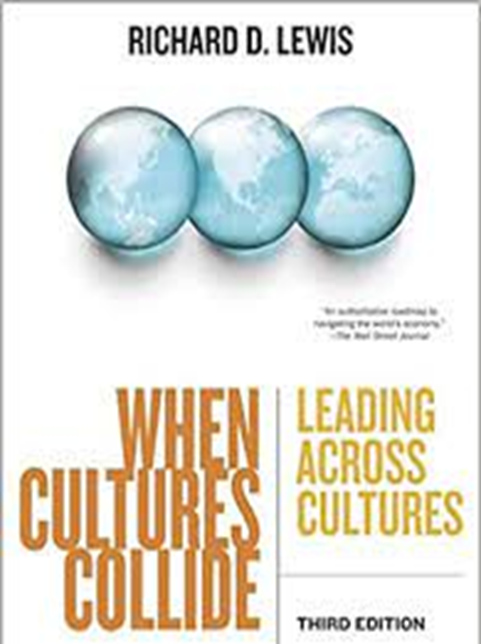 RICHARD D. LEWIS
"An authoritative roadmap to
navigating the world's economy."
—The Wall Street Journal
WHEN
CULTURES
COLLIDE
LEADING
ACROSS
CULTURES
THIRD EDITION